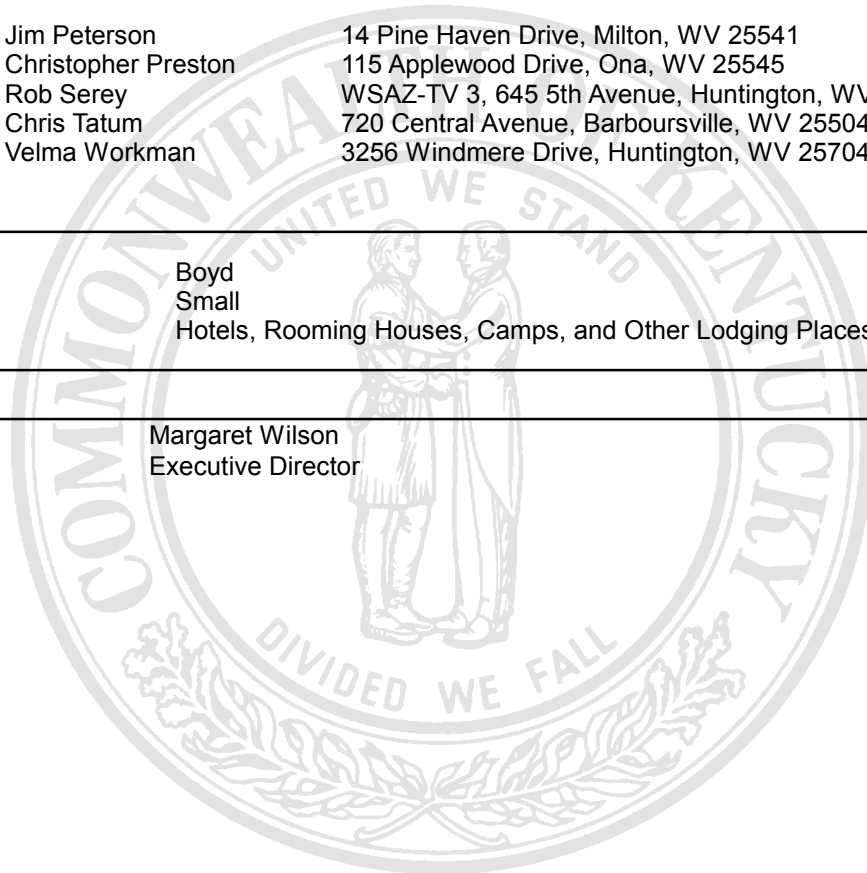 Jim Peterson 14 Pine Haven Drive, Milton, WV 25541
Christopher Preston 115 Applewood Drive, Ona, WV 25545
Rob Serey WSAZ-TV 3, 645 5th Avenue, Huntington, WV
Chris Tatum 720 Central Avenue, Barboursville, WV 25504
Velma Workman 3256 Windmere Drive, Huntington, WV 25704
Boyd
Small
Hotels, Rooming Houses, Camps, and Other Lodging Places
Margaret Wilson
Executive Director
COMMONWEALTH OF KENTUCKY
UNITED WE STAND
DIVIDED WE FALL